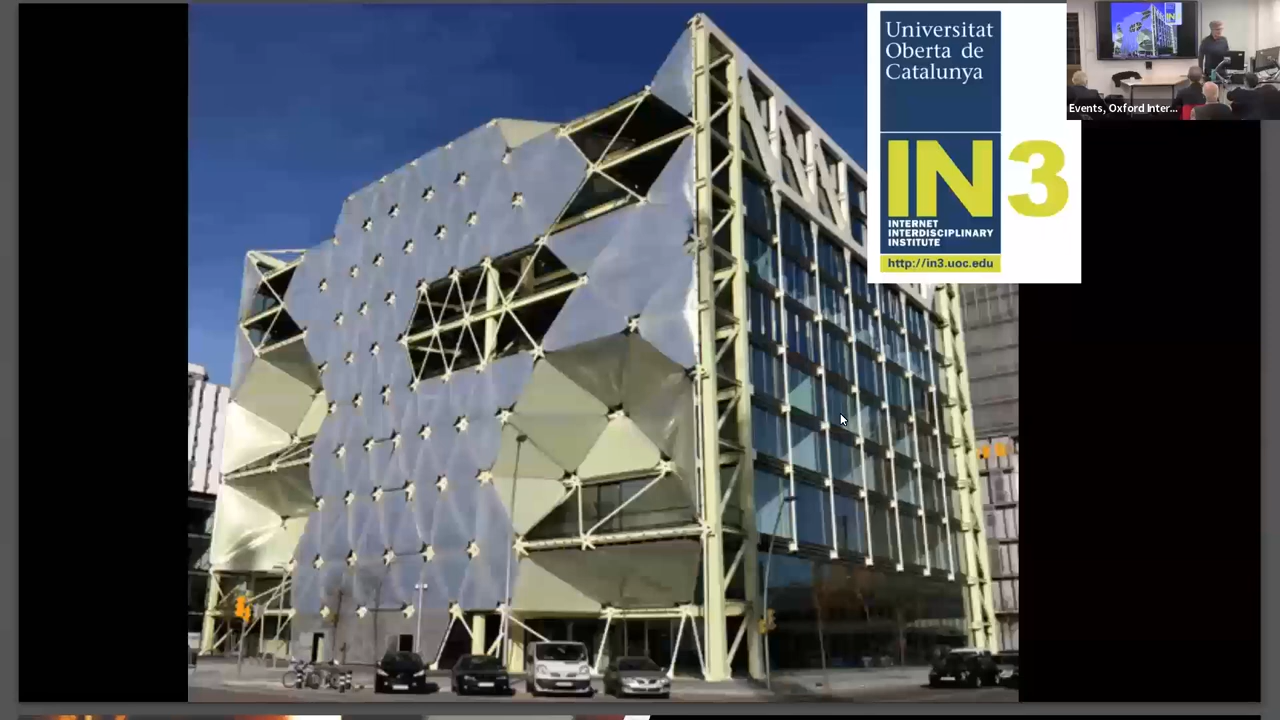 Universitat
Oberta de
Catalunya
IN3
INTERNET
INTERDISCIPLINARY
INSTITUTE
http://in3.uoc.edu
Events, Oxford Inter...